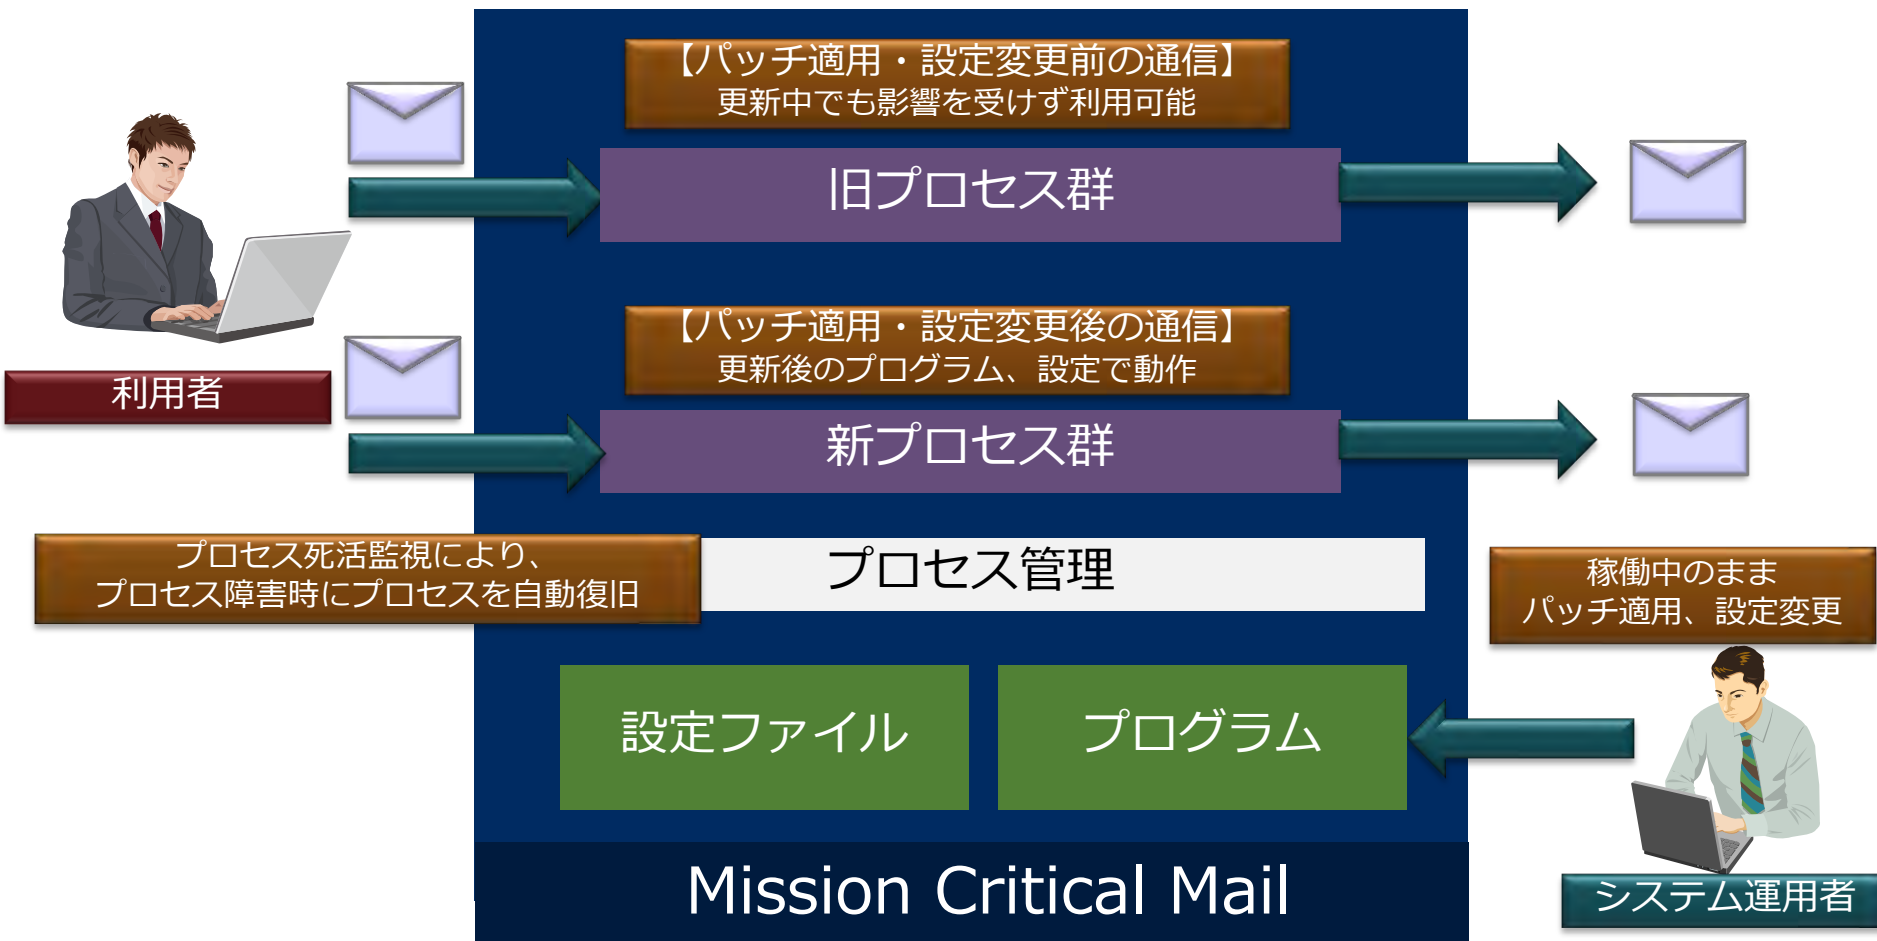 【パッチ適用・設定変更前の通信】
更新中でも影響を受けず利用可能
旧プロセス群
【パッチ適用・設定変更後の通信】
更新後のプログラム、設定で動作
利用者
新プロセス群
プロセス死活監視により、
プロセス障害時にプロセスを自動復旧
プロセス管理
稼働中のまま
パッチ適用、設定変更
設定ファイル
プログラム
Mission Critical Mail
システム運用者